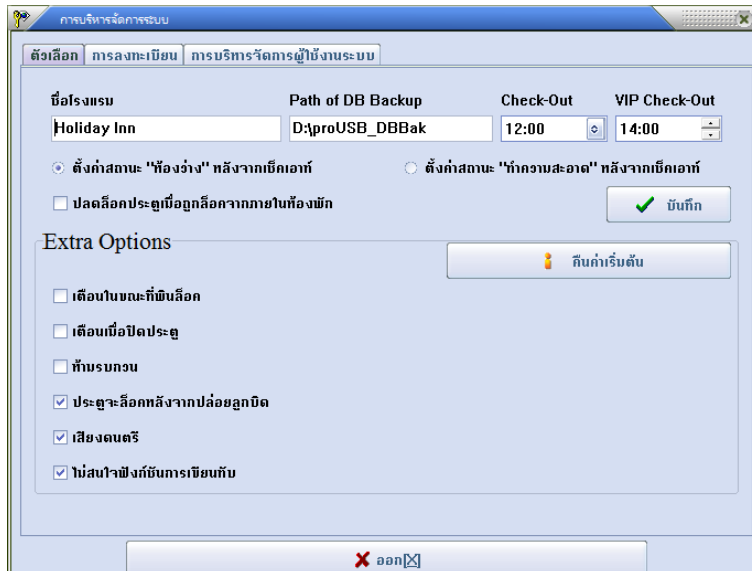 การบริหารจัดการระบบ
ตัวเลือก การลงทะเบียน การบริหารจัดการผู้ใช้งานระบบ
ชื่อโรงแรม Path of DB Backup Check-Out VIP Check-Out
Holiday Inn D:\proUSB_DBBak 12:00 14:00
ตั้งค่าสถานะ "ห้องว่าง" หลังจากเช็คเอาท์ ตั้งค่าสถานะ "ทำความสะอาด" หลังจากเช็คเอาท์
ปลดล็อคประตูเมื่อถูกล็อคจากภายในห้องพัก บันทึก
Extra Options
คืนค่าเริ่มต้น
เตือนในขณะที่พินล็อค
เตือนเมื่อปิดประตู
ห้ามรบกวน
ประตูจะล็อคหลังจากปล่อยลูกบิด
เสียงดนตรี
ไม่สนใจฟังก์ชันการเขียนทับ
ออก[X]